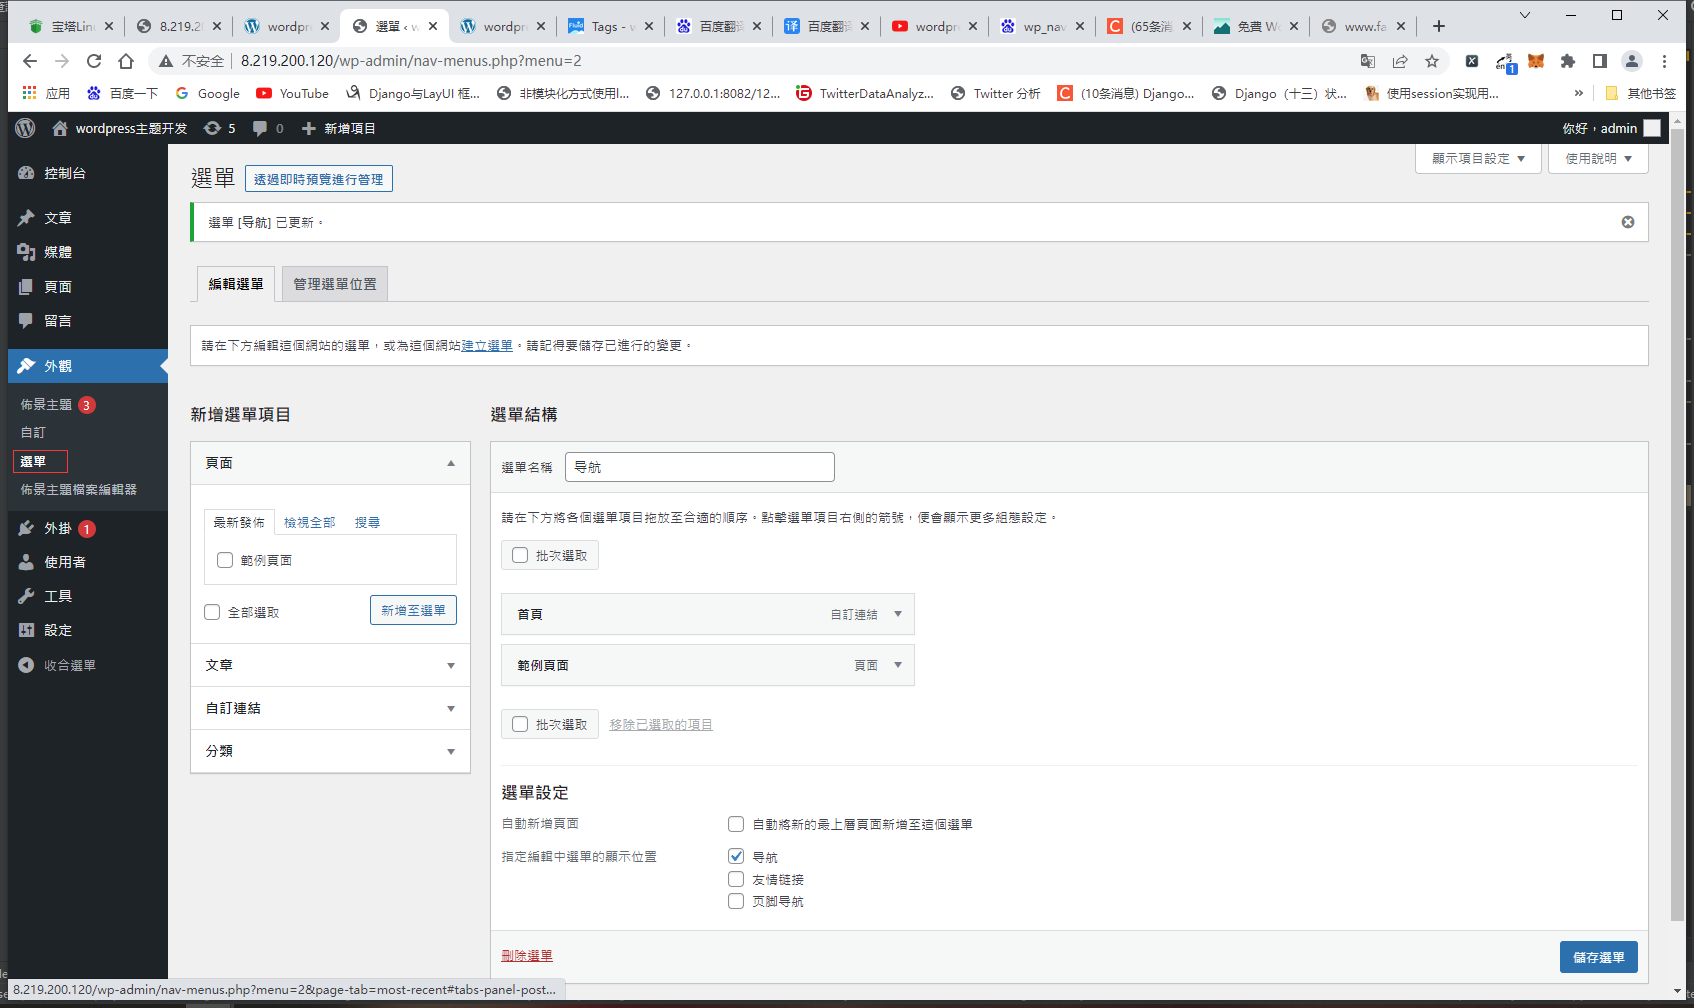 宝塔Lin
8.219.2
wordpr
選單 ‹ w
wordpr
Tags - w
百度翻译
百度翻译
wordpr
wp_nav
(65条消
免費 Wo
www.fa
不安全
8.219.200.120/wp-admin/nav-menus.php?menu=2
应用
百度一下
Google
YouTube
Django与LayUI 框...
非模块化方式使用l...
127.0.0.1:8082/12...
TwitterDataAnalyz...
Twitter 分析
(10条消息) Django...
Django（十三）状...
使用session实现用...
»
其他书签
wordpress主题开发
5
0
新增項目
你好，admin
控制台
文章
媒體
頁面
留言
外觀
佈景主題 3
自訂
選單
佈景主題檔案編輯器
外掛 1
使用者
工具
設定
收合選單
顯示項目設定
使用說明
選單
透過即時預覽進行管理
選單 [导航] 已更新。
編輯選單
管理選單位置
請在下方編輯這個網站的選單，或為這個網站建立選單。請記得要儲存已進行的變更。
新增選單項目
頁面
最新發佈
檢視全部
搜尋
範例頁面
全部選取
新增至選單
文章
自訂連結
分類
選單結構
選單名稱
导航
請在下方將各個選單項目拖放至合適的順序。點擊選單項目右側的箭號，便會顯示更多組態設定。
批次選取
首頁
自訂連結
範例頁面
頁面
批次選取
移除已選取的項目
選單設定
自動新增頁面
自動將新的最上層頁面新增至這個選單
指定編輯中選單的顯示位置
导航
友情链接
页脚导航
刪除選單
儲存選單
8.219.200.120/wp-admin/nav-menus.php?menu=2&page-tab=most-recent#tabs-panel-post...